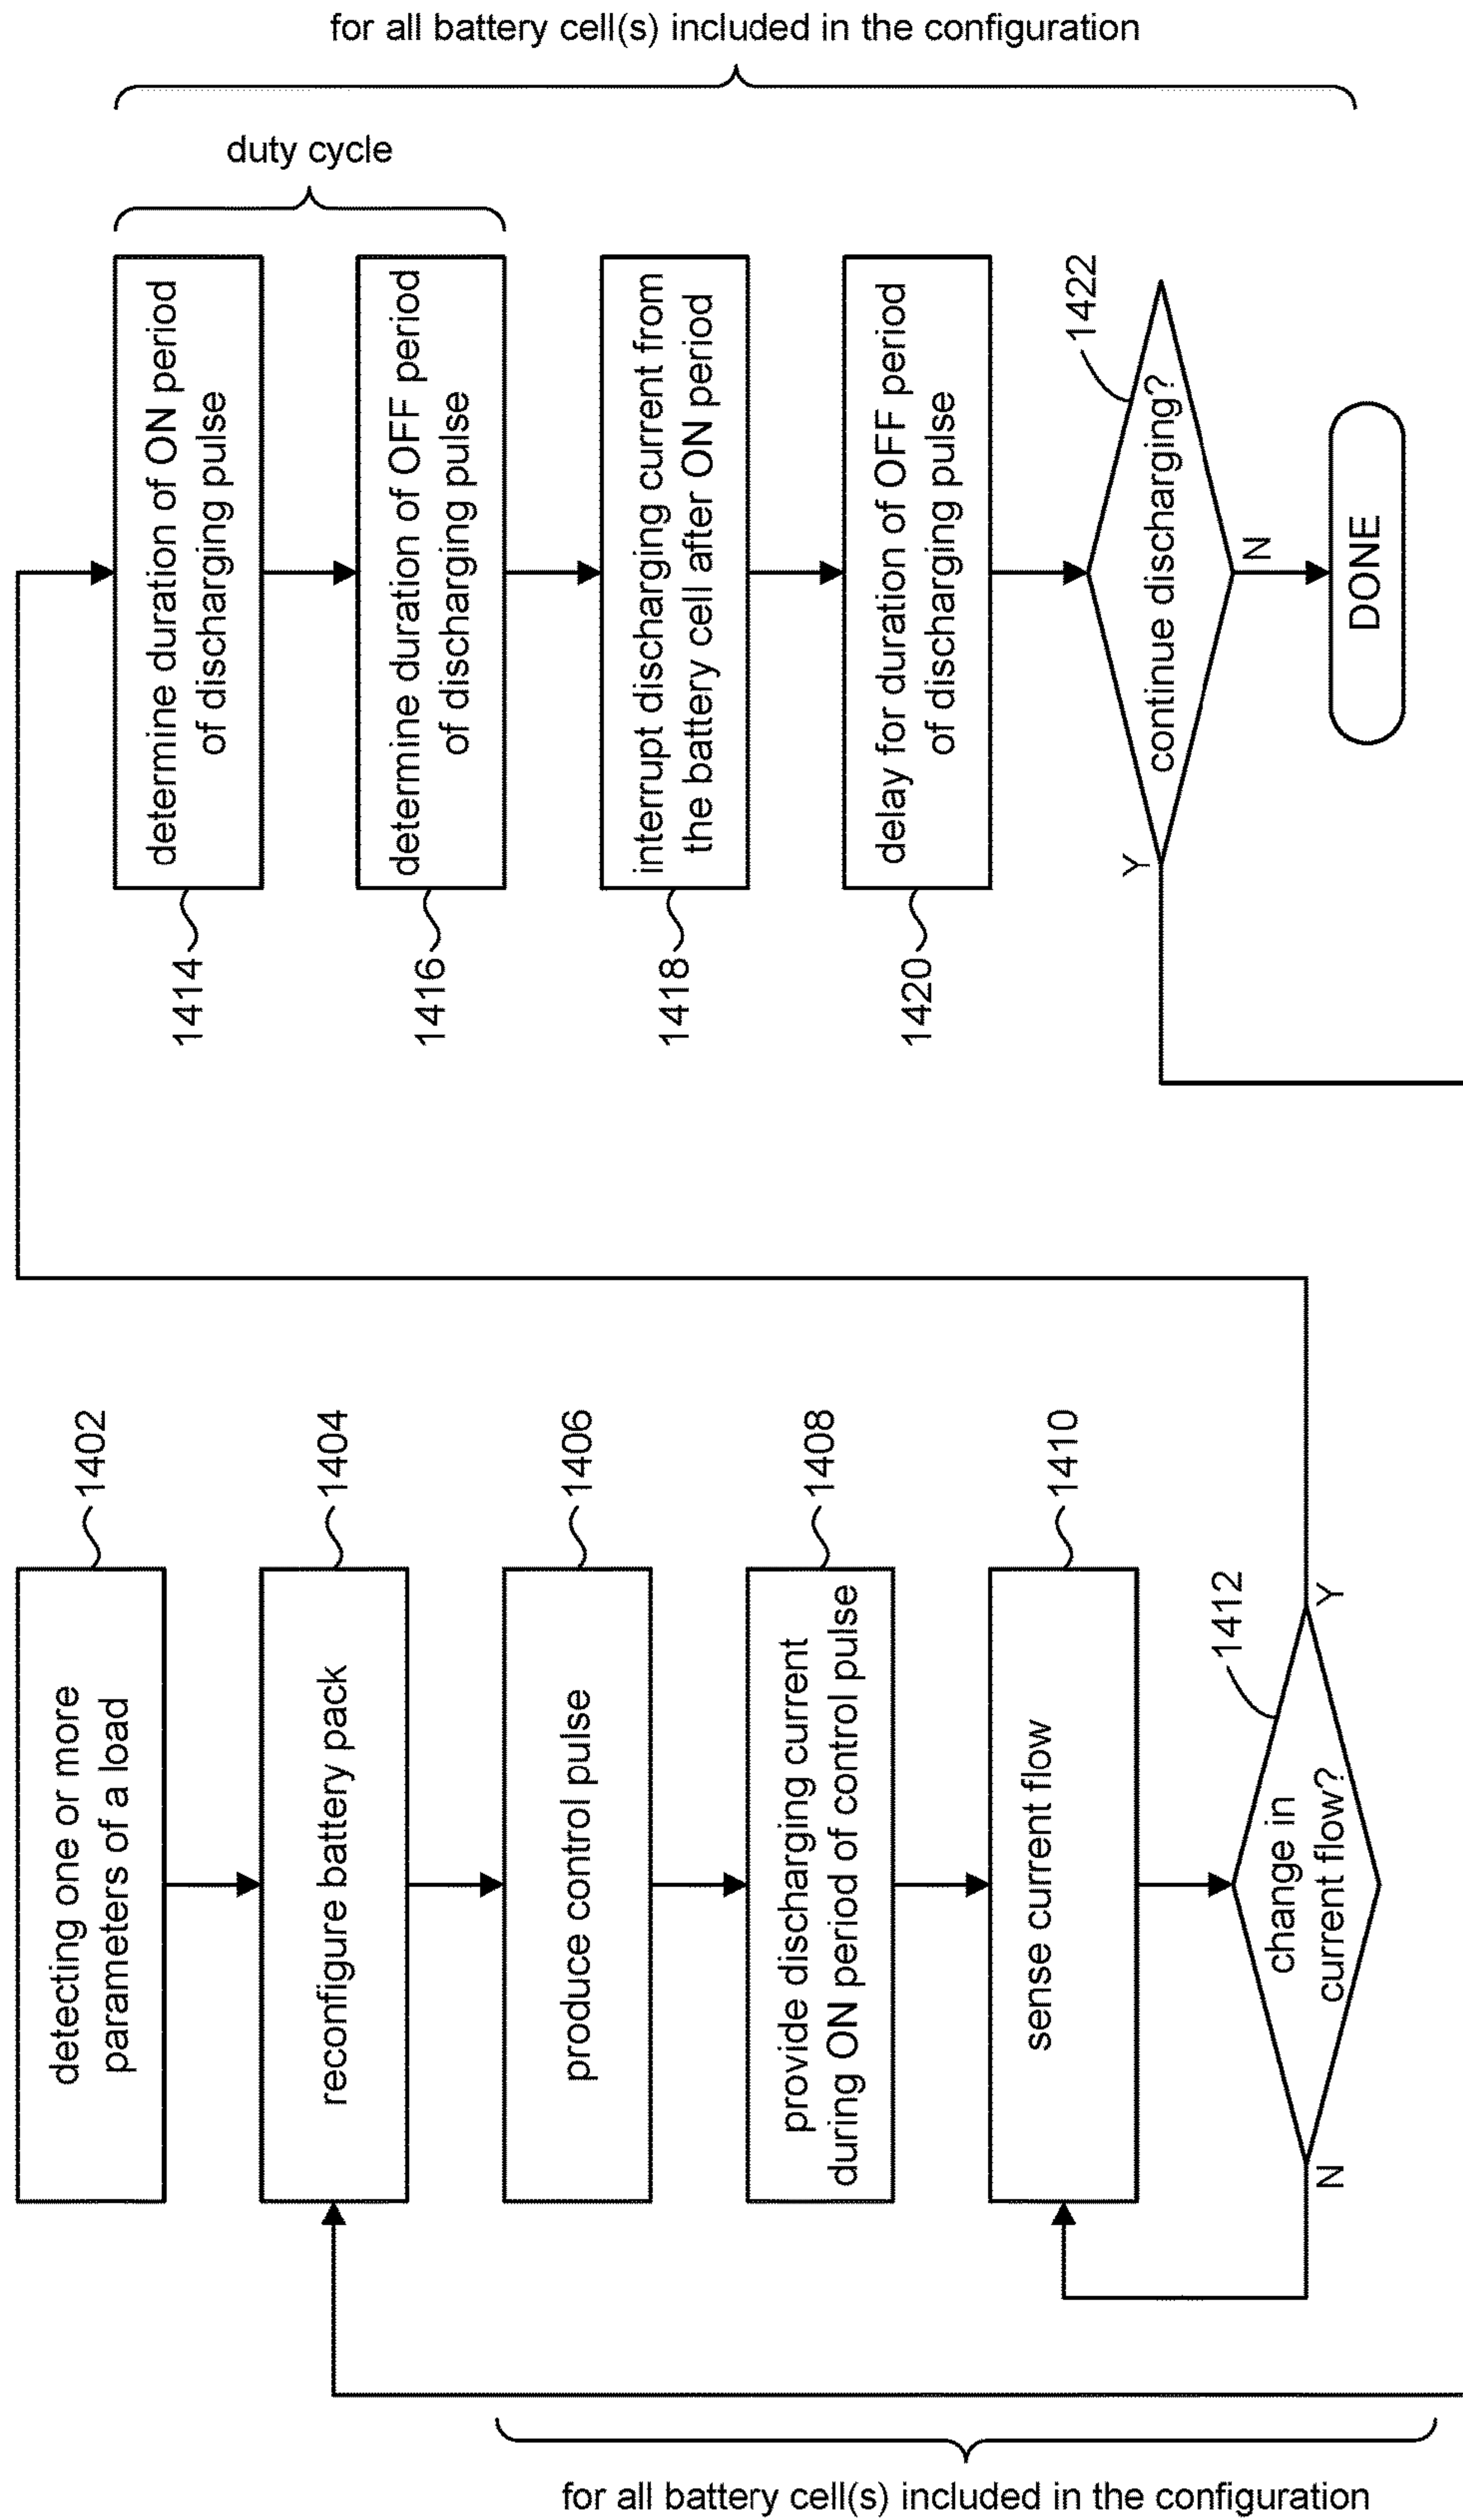 detecting one or more
parameters of a load
1402
reconfigure battery pack
1404
produce control pulse
1406
provide discharging current
during ON period of control pulse
1408
sense current flow
1410
change in
current flow?
1412
N
Y
for all battery cell(s) included in the configuration
for all battery cell(s) included in the configuration
duty cycle
determine duration of ON period
of discharging pulse
1414
determine duration of OFF period
of discharging pulse
1416
interrupt discharging current from
the battery cell after ON period
1418
delay for duration of OFF period
of discharging pulse
1420
continue discharging?
1422
Y
N
DONE